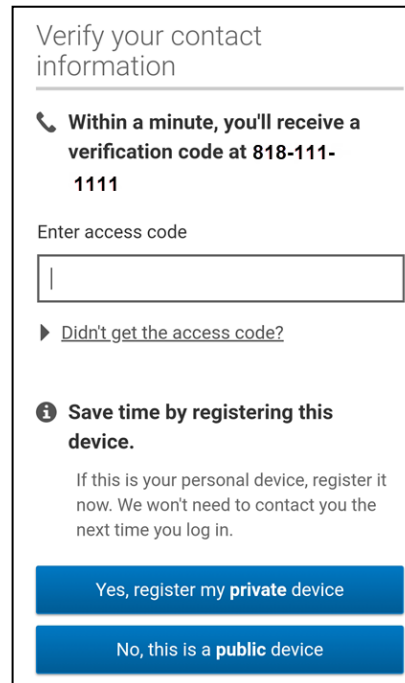 Verify your contact
information
Within a minute, you'll receive a
verification code at 818-111-
1111
Enter access code
Didn't get the access code?
Save time by registering this
device.
If this is your personal device, register it
now. We won't need to contact you the
next time you log in.
Yes, register my private device
No, this is a public device